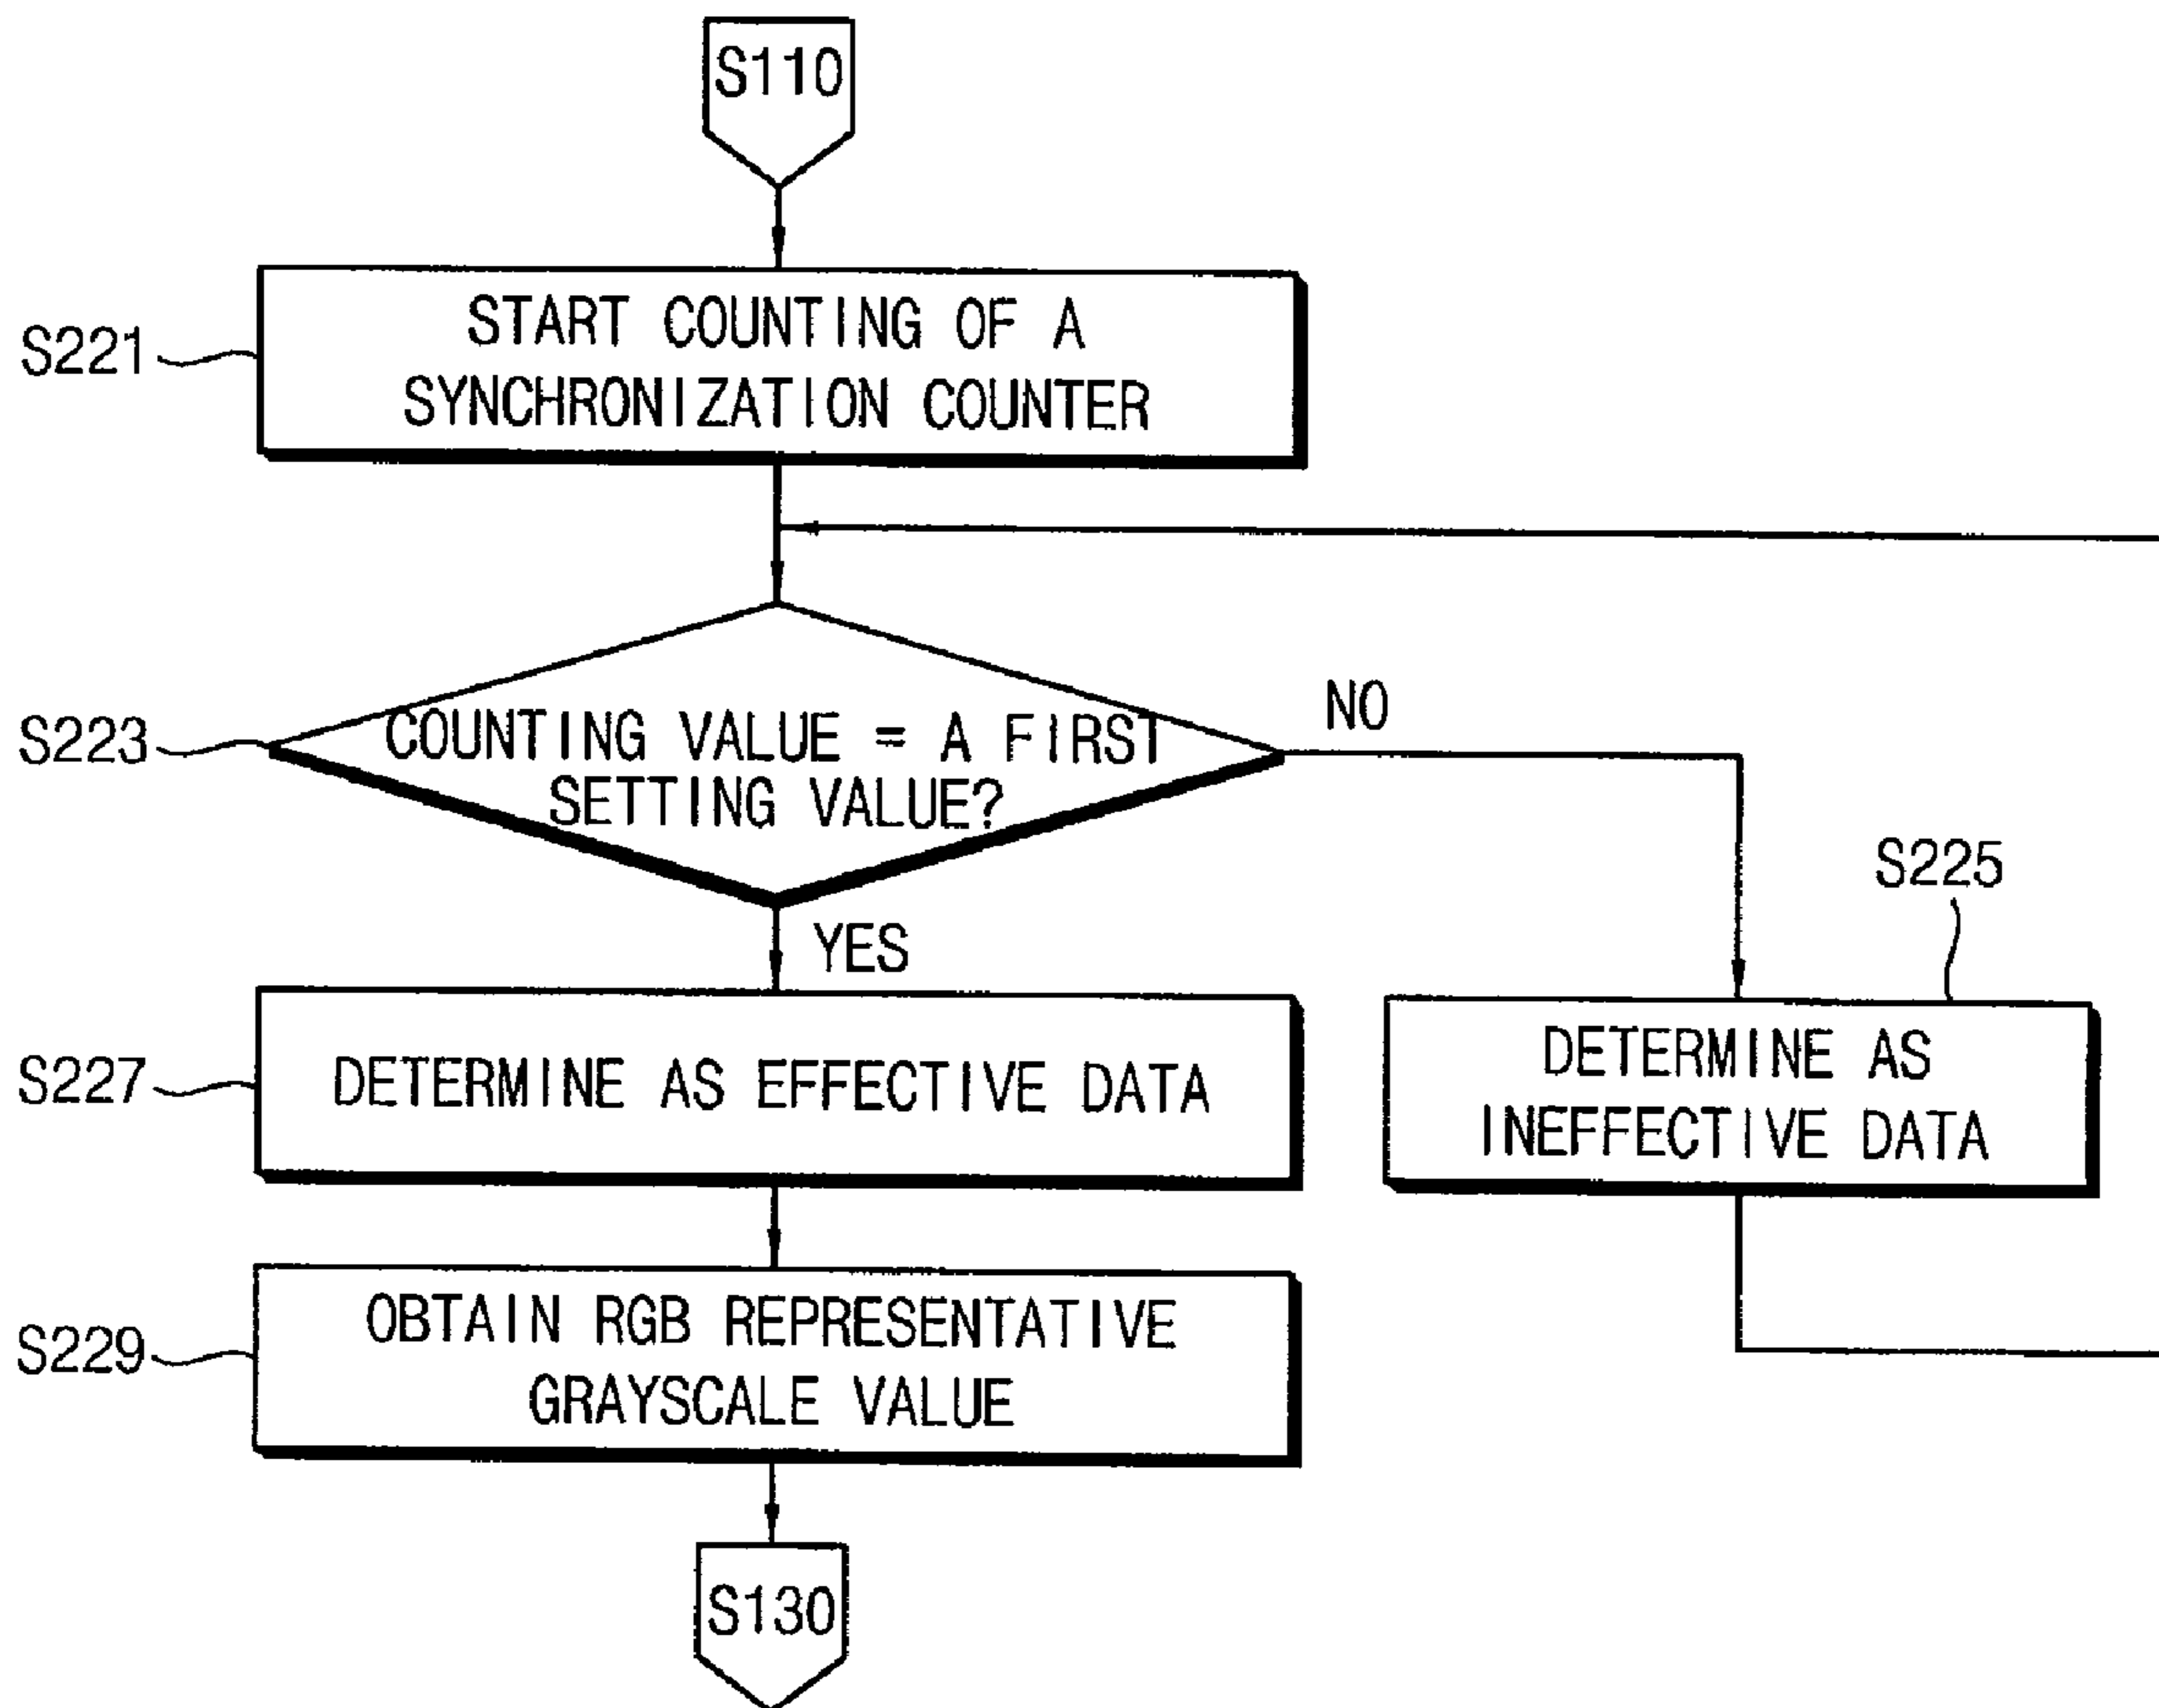 S110
S221
START COUNTING OF A
SYNCHRONIZATION COUNTER
S223
COUNTING VALUE = A FIRST
SETTING VALUE?
NO
YES
S225
S227
DETERMINE AS EFFECTIVE DATA
DETERMINE AS
INEFFECTIVE DATA
S229
OBTAIN RGB REPRESENTATIVE
GRAYSCALE VALUE
S130